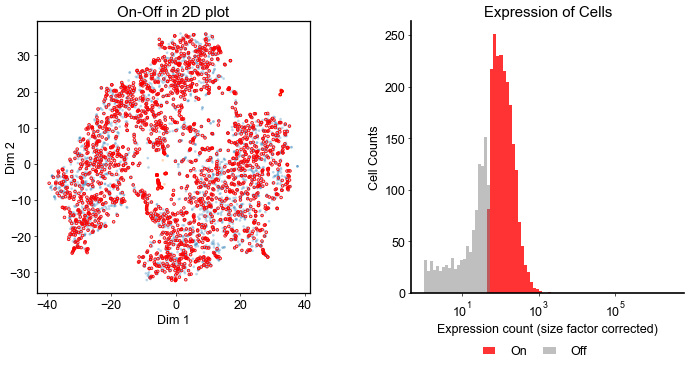 On-Off in 2D plot
Dim 2
30
20
10
0
−10
−20
−30
−40
−20
0
20
40
Dim 1
Expression of Cells
Cell Counts
250
200
150
100
50
0
10^1
10^3
10^5
Expression count (size factor corrected)
On
Off